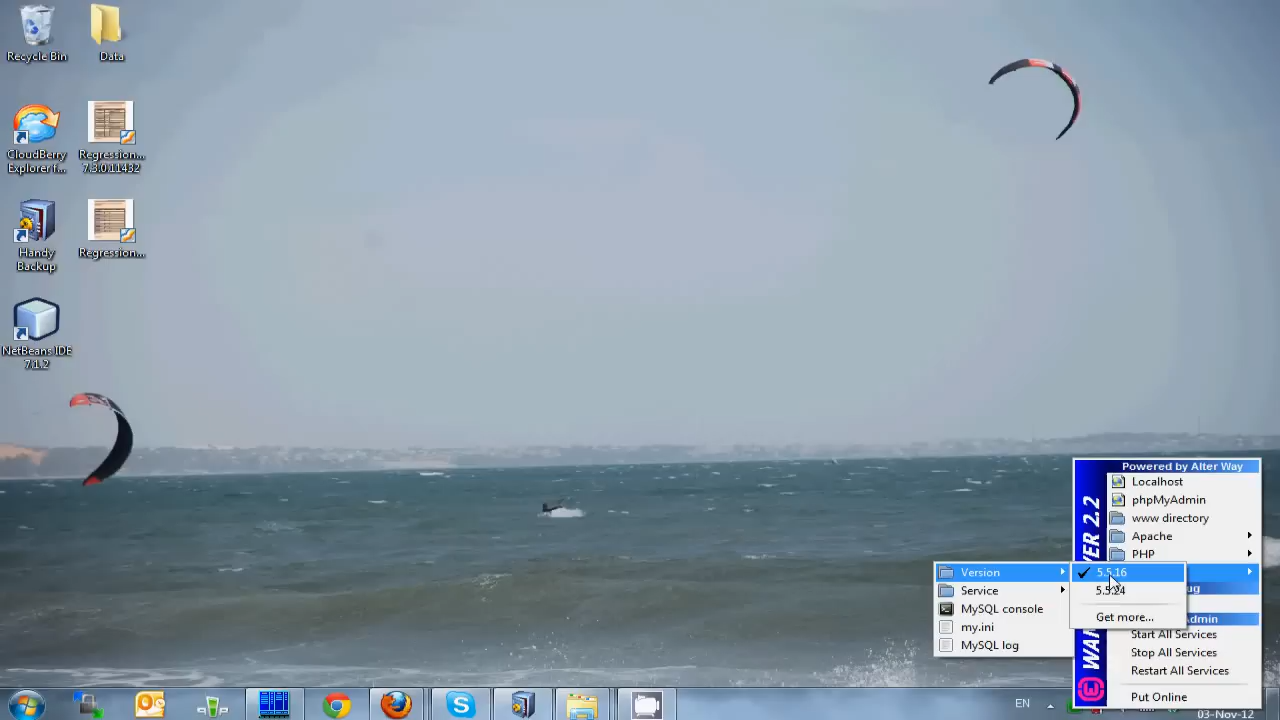 Recycle Bin
Data
CloudBerry
Explorer f...
Regression...
7.3.0.11432
Handy
Backup
Regression...
NetBeans IDE
7.1.2
Powered by Alter Way
Localhost
phpMyAdmin
www directory
Apache
PHP
Version
Service
MySQL console
my.ini
MySQL log
5.5.16
5.5.24
Get more...
Start All Services
Stop All Services
Restart All Services
Put Online
2.2
EN
03-Nov-12